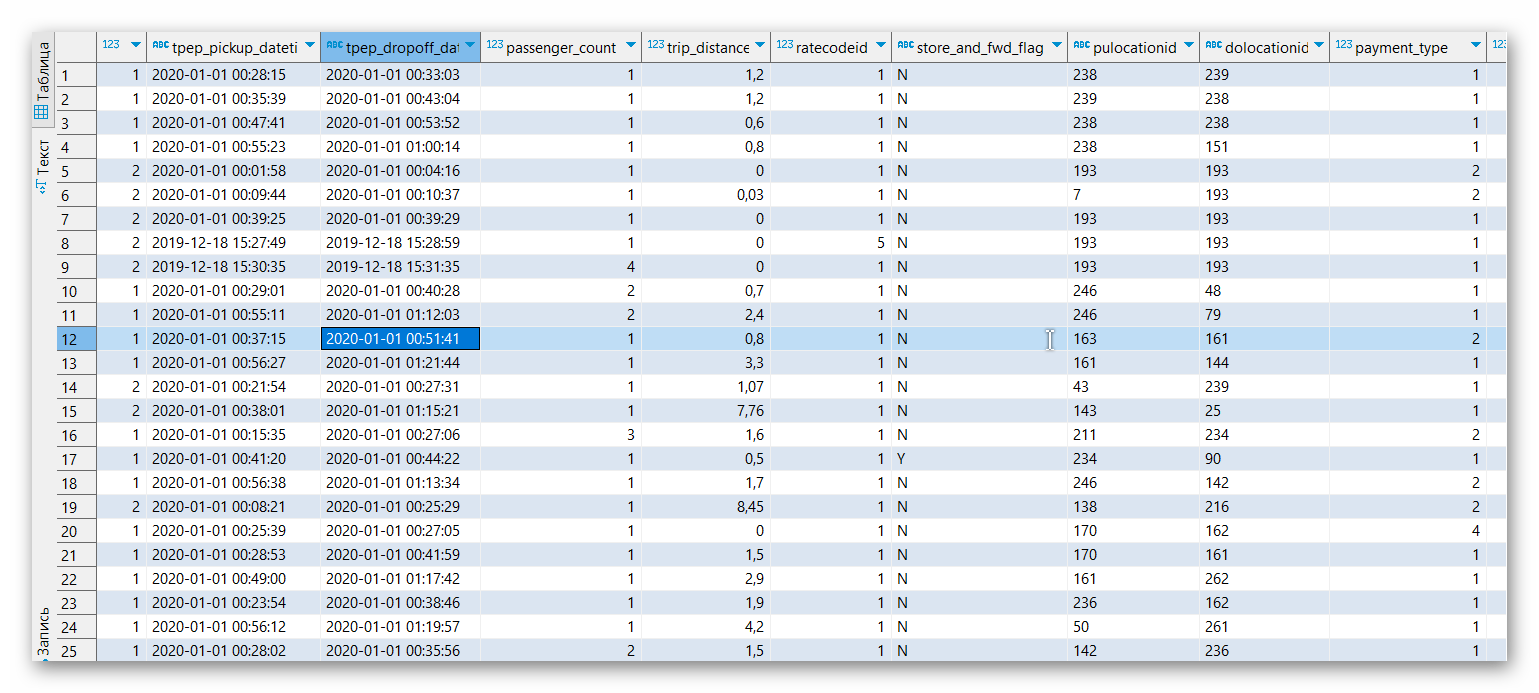 Таблица
Текст
Запись
123 ABC tpep_pickup_dateti ABC tpep_dropoff_dat 123 passenger_count 123 trip_distance 123 ratecodeid ABC store_and_fwd_flag ABC pulocationid ABC dolocationid 123 payment_type 123
1 1 2020-01-01 00:28:15 2020-01-01 00:33:03 1 1,2 1 N 238 239 1
2 1 2020-01-01 00:35:39 2020-01-01 00:43:04 1 1,2 1 N 239 238 1
3 1 2020-01-01 00:47:41 2020-01-01 00:53:52 1 0,6 1 N 238 238 1
4 1 2020-01-01 00:55:23 2020-01-01 01:00:14 1 0,8 1 N 238 151 1
5 2 2020-01-01 00:01:58 2020-01-01 00:04:16 1 0 1 N 193 193 2
6 2 2020-01-01 00:09:44 2020-01-01 00:10:37 1 0,03 1 N 7 193 2
7 2 2020-01-01 00:39:25 2020-01-01 00:39:29 1 0 1 N 193 193 1
8 2 2019-12-18 15:27:49 2019-12-18 15:28:59 1 0 5 N 193 193 1
9 2 2019-12-18 15:30:35 2019-12-18 15:31:35 4 0 1 N 193 193 1
10 1 2020-01-01 00:29:01 2020-01-01 00:40:28 2 0,7 1 N 246 48 1
11 1 2020-01-01 00:55:11 2020-01-01 01:12:03 2 2,4 1 N 246 79 1
12 1 2020-01-01 00:37:15 2020-01-01 00:51:41 1 0,8 1 N 163 161 2
13 1 2020-01-01 00:56:27 2020-01-01 01:21:44 1 3,3 1 N 161 144 1
14 2 2020-01-01 00:21:54 2020-01-01 00:27:31 1 1,07 1 N 43 239 1
15 2 2020-01-01 00:38:01 2020-01-01 01:15:21 1 7,76 1 N 143 25 1
16 1 2020-01-01 00:15:35 2020-01-01 00:27:06 3 1,6 1 N 211 234 2
17 1 2020-01-01 00:41:20 2020-01-01 00:44:22 1 0,5 1 Y 234 90 1
18 1 2020-01-01 00:56:38 2020-01-01 01:13:34 1 1,7 1 N 246 142 2
19 2 2020-01-01 00:08:21 2020-01-01 00:25:29 1 8,45 1 N 138 216 2
20 1 2020-01-01 00:25:39 2020-01-01 00:27:05 1 0 1 N 170 162 4
21 1 2020-01-01 00:28:53 2020-01-01 00:41:59 1 1,5 1 N 170 161 1
22 1 2020-01-01 00:49:00 2020-01-01 01:17:42 1 2,9 1 N 161 262 1
23 1 2020-01-01 00:23:54 2020-01-01 00:38:46 1 1,9 1 N 236 162 1
24 1 2020-01-01 00:56:12 2020-01-01 01:19:57 1 4,2 1 N 50 261 1
25 1 2020-01-01 00:28:02 2020-01-01 00:35:56 2 1,5 1 N 142 236 1